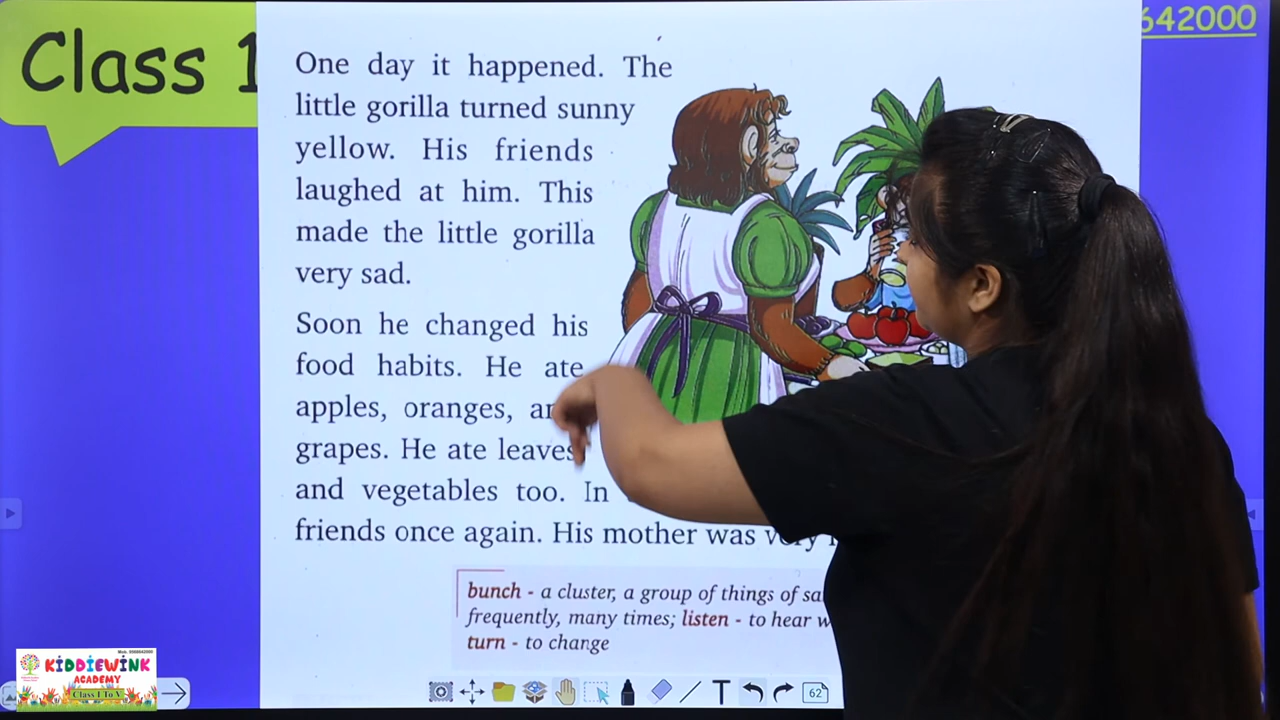 Class 1
642000
One day it happened. The
little gorilla turned sunny
yellow. His friends
laughed at him. This
made the little gorilla
very sad.
Soon he changed his
food habits. He ate
apples, oranges,
grapes. He ate leaves
and vegetables too. In
friends once again. His mother was very
bunch - a cluster, a group of things of
frequently, many times; listen - to hear
turn - to change
KIDDIEWINK
ACADEMY
Class I To V
T
62